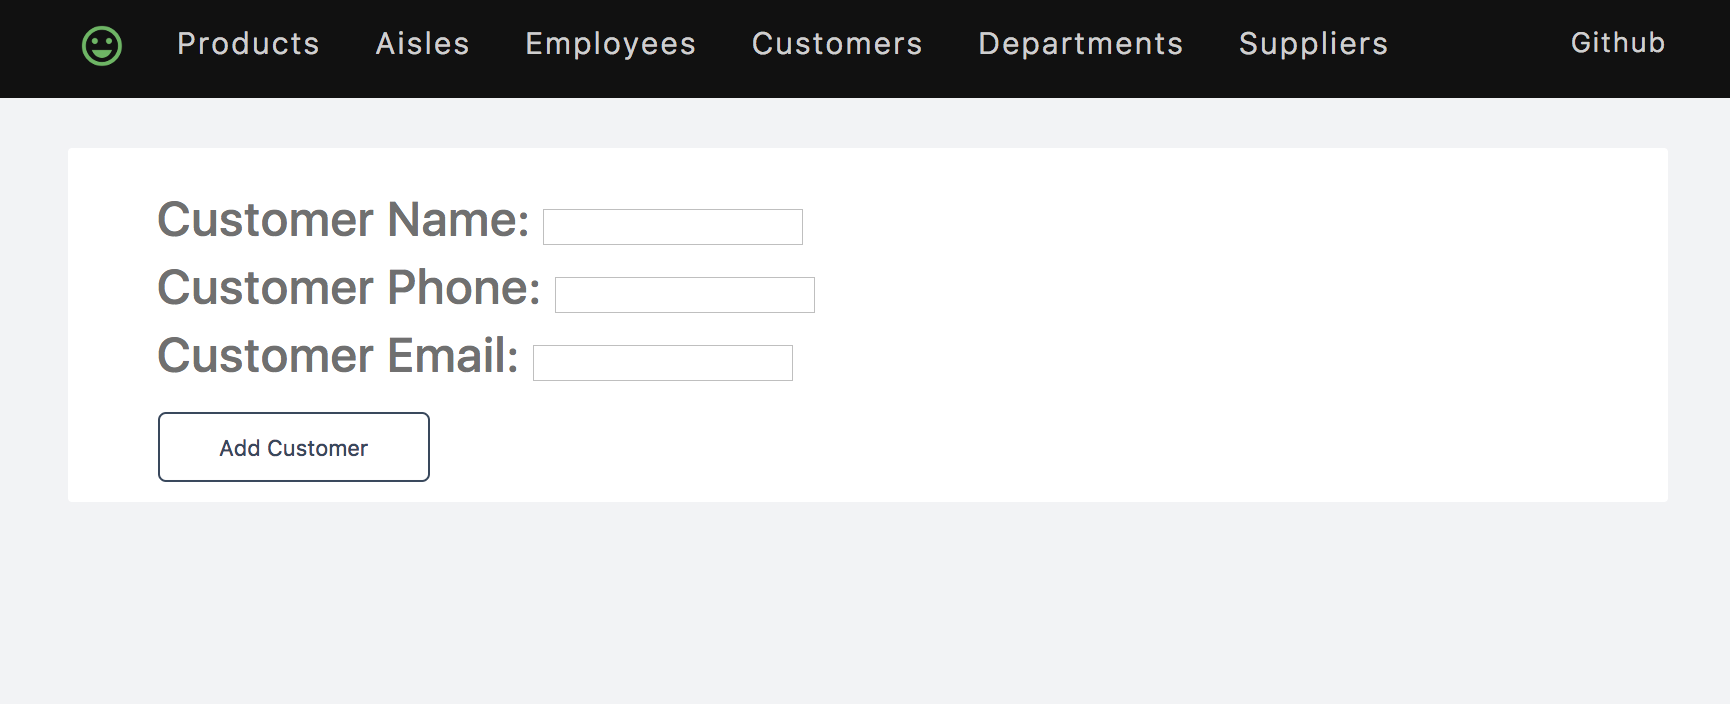 Products Aisles Employees Customers Departments Suppliers Github
Customer Name:
Customer Phone:
Customer Email:
Add Customer